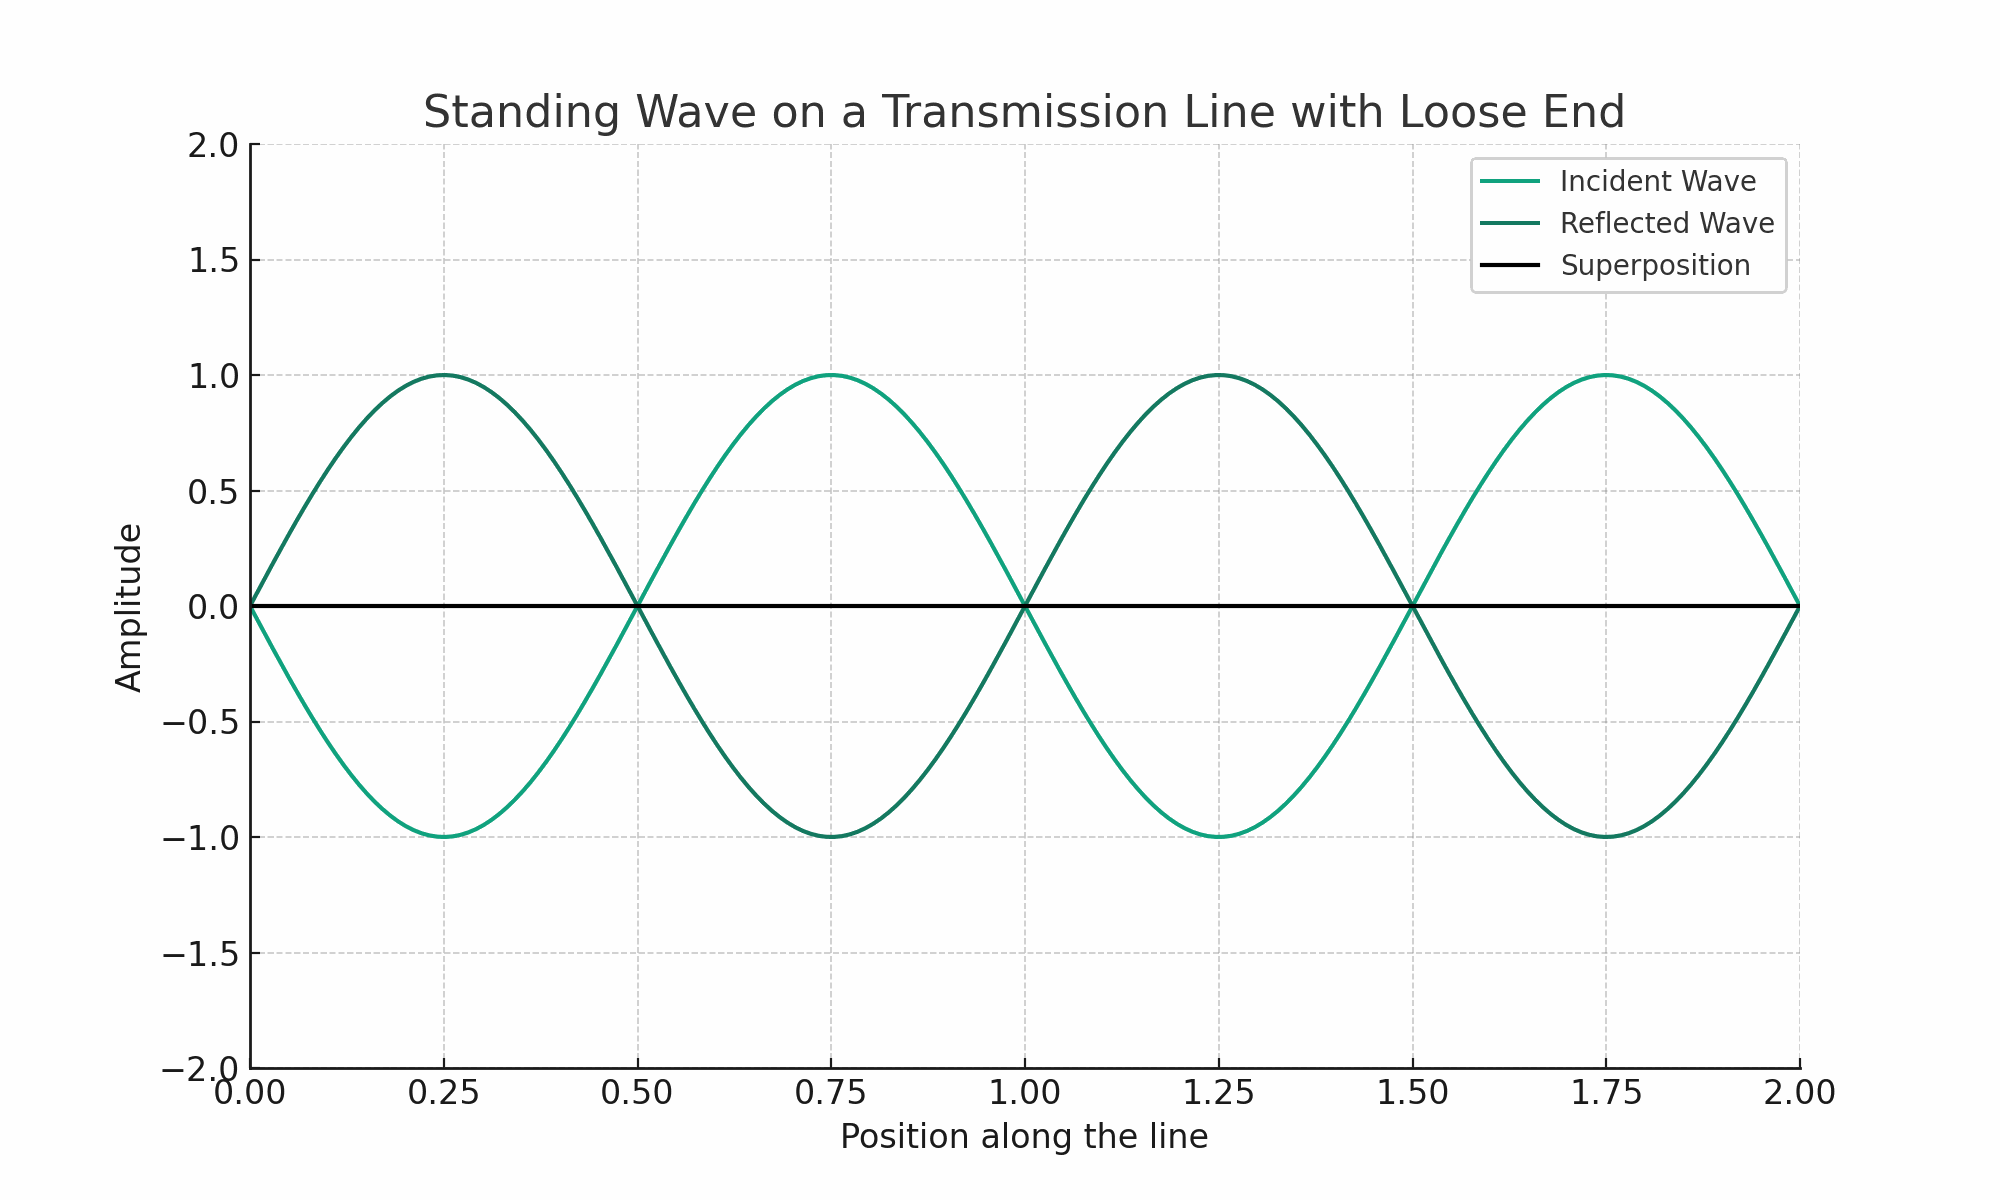 Standing Wave on a Transmission Line with Loose End
2.0
1.5
1.0
0.5
0.0
−0.5
−1.0
−1.5
−2.0
Amplitude
Incident Wave
Reflected Wave
Superposition
0.00 0.25 0.50 0.75 1.00 1.25 1.50 1.75 2.00
Position along the line